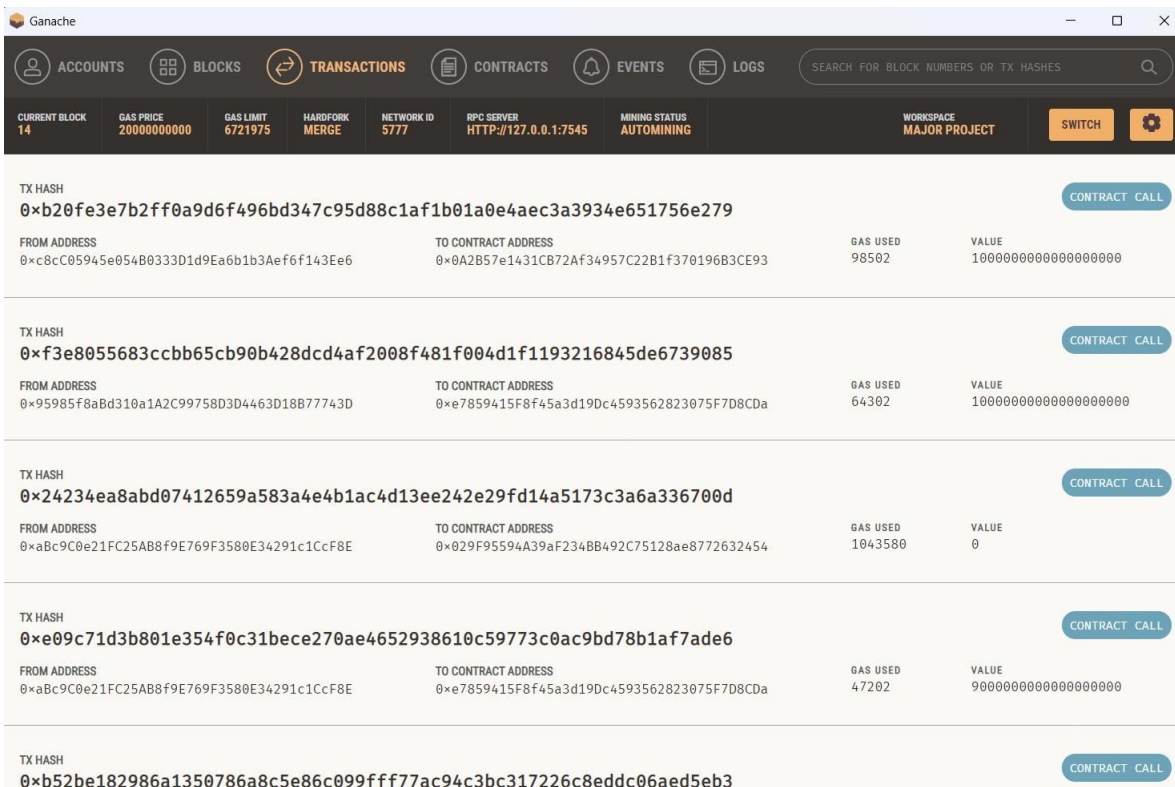 Ganache
ACCOUNTS BLOCKS TRANSACTIONS CONTRACTS EVENTS LOGS SEARCH FOR BLOCK NUMBERS OR TX HASHES
CURRENT BLOCK GAS PRICE GAS LIMIT HARDFORK NETWORK ID RPC SERVER MINING STATUS WORKSPACE
14 20000000000 6721975 MERGE 5777 HTTP://127.0.0.1:7545 AUTOMINING MAJOR PROJECT SWITCH
TX HASH
0×b20fe3e7b2ff0a9d6f496bd347c95d88c1af1b01a0e4aec3a3934e651756e279 CONTRACT CALL
FROM ADDRESS TO CONTRACT ADDRESS GAS USED VALUE
0×c8cC05945e054B0333D1d9Ea6b1b3Aef6f143Ee6 0×0A2B57e1431CB72Af34957C22B1f370196B3CE93 98502 1000000000000000000
TX HASH
0×f3e8055683ccbb65cb90b428dcd4af2008f481f004d1f1193216845de6739085 CONTRACT CALL
FROM ADDRESS TO CONTRACT ADDRESS GAS USED VALUE
0×95985f8aBd310a1A2C99758D3D4463D18B77743D 0×e7859415F8f45a3d19Dc4593562823075F7D8CDa 64302 10000000000000000000
TX HASH
0×24234ea8abd07412659a583a4e4b1ac4d13ee242e29fd14a5173c3a6a336700d CONTRACT CALL
FROM ADDRESS TO CONTRACT ADDRESS GAS USED VALUE
0×aBc9C0e21FC25AB8f9E769F3580E34291c1CcF8E 0×029F95594A39aF234BB492C75128ae8772632454 1043580 0
TX HASH
0×e09c71d3b801e354f0c31bece270ae4652938610c59773c0ac9bd78b1af7ade6 CONTRACT CALL
FROM ADDRESS TO CONTRACT ADDRESS GAS USED VALUE
0×aBc9C0e21FC25AB8f9E769F3580E34291c1CcF8E 0×e7859415F8f45a3d19Dc4593562823075F7D8CDa 47202 9000000000000000000
TX HASH
0×b52be182986a1350786a8c5e86c099fff77ac94c3bc317226c8eddc06aed5eb3 CONTRACT CALL